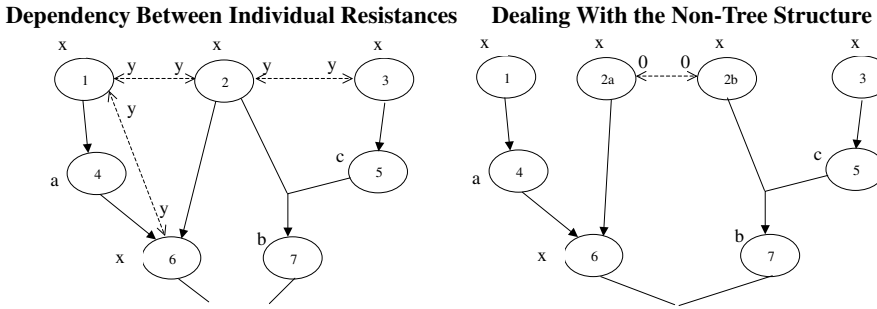 Dependency Between Individual Resistances Dealing With the Non-Tree Structure
x x x x x x x
y y y y 0 0
1 2 3 1 2a 2b 3
y
c c
4 5 4 5
a a
y
b b
x 6 7 x 6 7